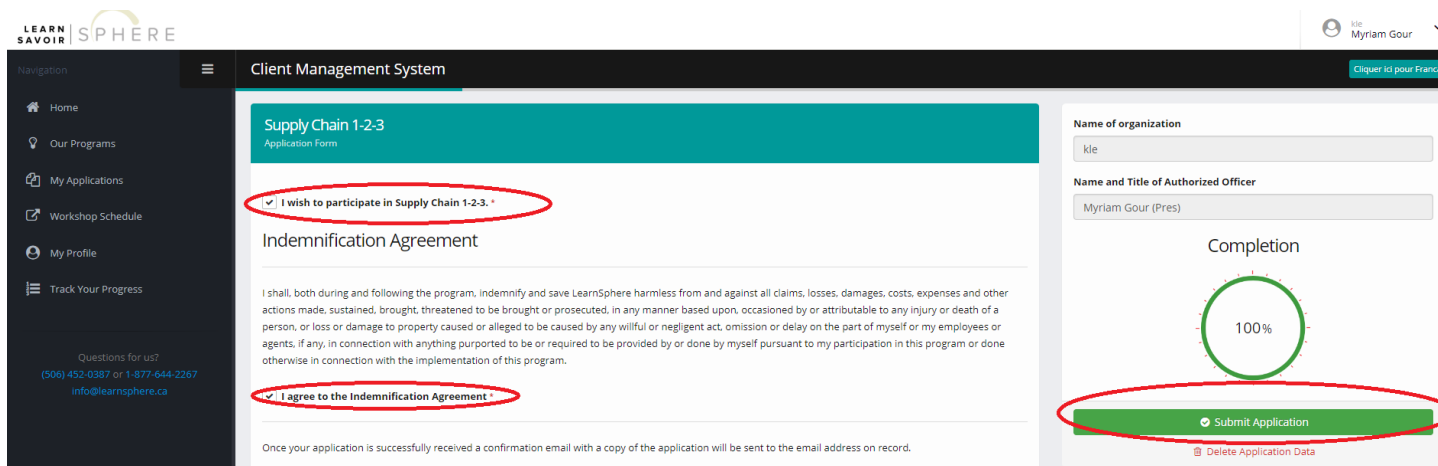 LEARN SAVOIR SPHERE
kle
Myriam Gour
Navigation
Client Management System
Cliquer ici pour
Home
Our Programs
My Applications
Workshop Schedule
My Profile
Track Your Progress
Questions for us?
(506) 452-0387 or 1-877-644-2267
info@learnsphere.ca
Supply Chain 1-2-3
Application Form
I wish to participate in Supply Chain 1-2-3. *
Indemnification Agreement
I shall, both during and following the program, indemnify and save LearnSphere harmless from and against all claims, losses, damages, costs, expenses and other
actions made, sustained, brought, threatened to be brought or prosecuted, in any manner based upon, occasioned by or attributable to any injury or death of a
person, or loss or damage to property caused or alleged to be caused by any willful or negligent act, omission or delay on the part of myself or my employees or
agents, if any, in connection with anything purported to be or required to be provided by or done by myself pursuant to my participation in this program or done
otherwise in connection with the implementation of this program.
I agree to the Indemnification Agreement *
Once your application is successfully received a confirmation email with a copy of the application will be sent to the email address on record.
Name of organization
kle
Name and Title of Authorized Officer
Myriam Gour (Pres)
Completion
100%
Submit Application
Delete Application Data